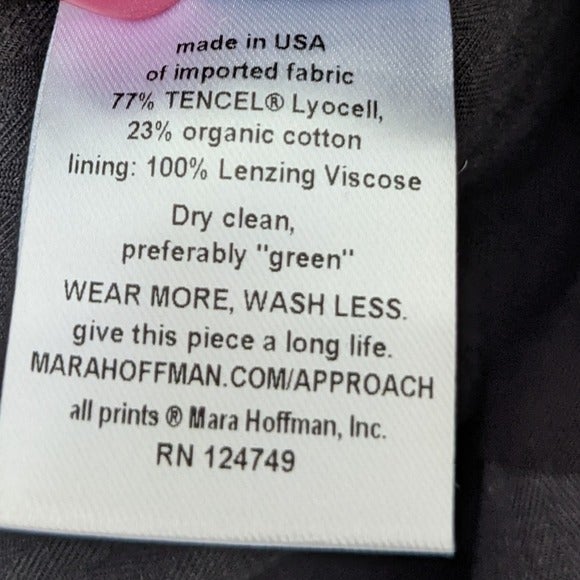 made in USA
of imported fabric
77% TENCEL® Lyocell,
23% organic cotton
lining: 100% Lenzing Viscose
Dry clean,
preferably "green"
WEAR MORE, WASH LESS.
give this piece a long life.
MARAHOFFMAN.COM/APPROACH
all prints ® Mara Hoffman, Inc.
RN 124749